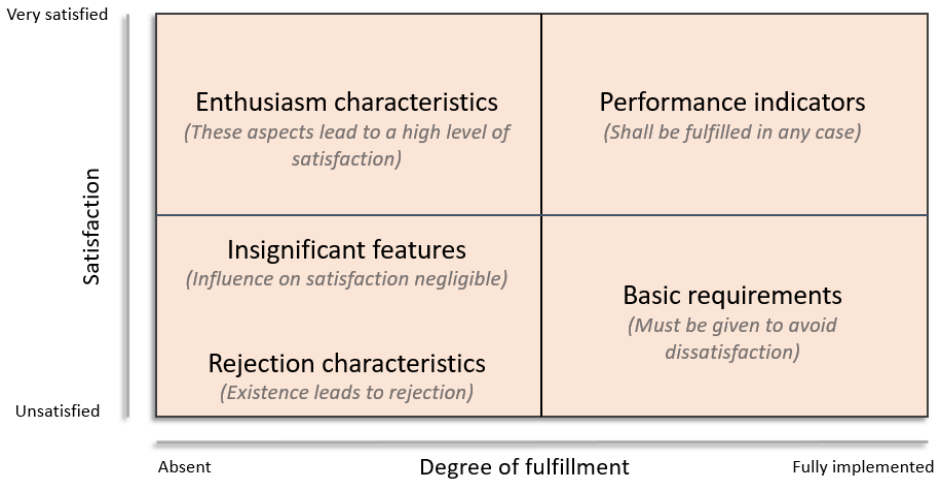 Very satisfied
Enthusiasm characteristics
(These aspects lead to a high level of
satisfaction)
Performance indicators
(Shall be fulfilled in any case)
Satisfaction
Insignificant features
(Influence on satisfaction negligible)
Rejection characteristics
(Existence leads to rejection)
Basic requirements
(Must be given to avoid
dissatisfaction)
Unsatisfied
Absent
Degree of fulfillment
Fully implemented